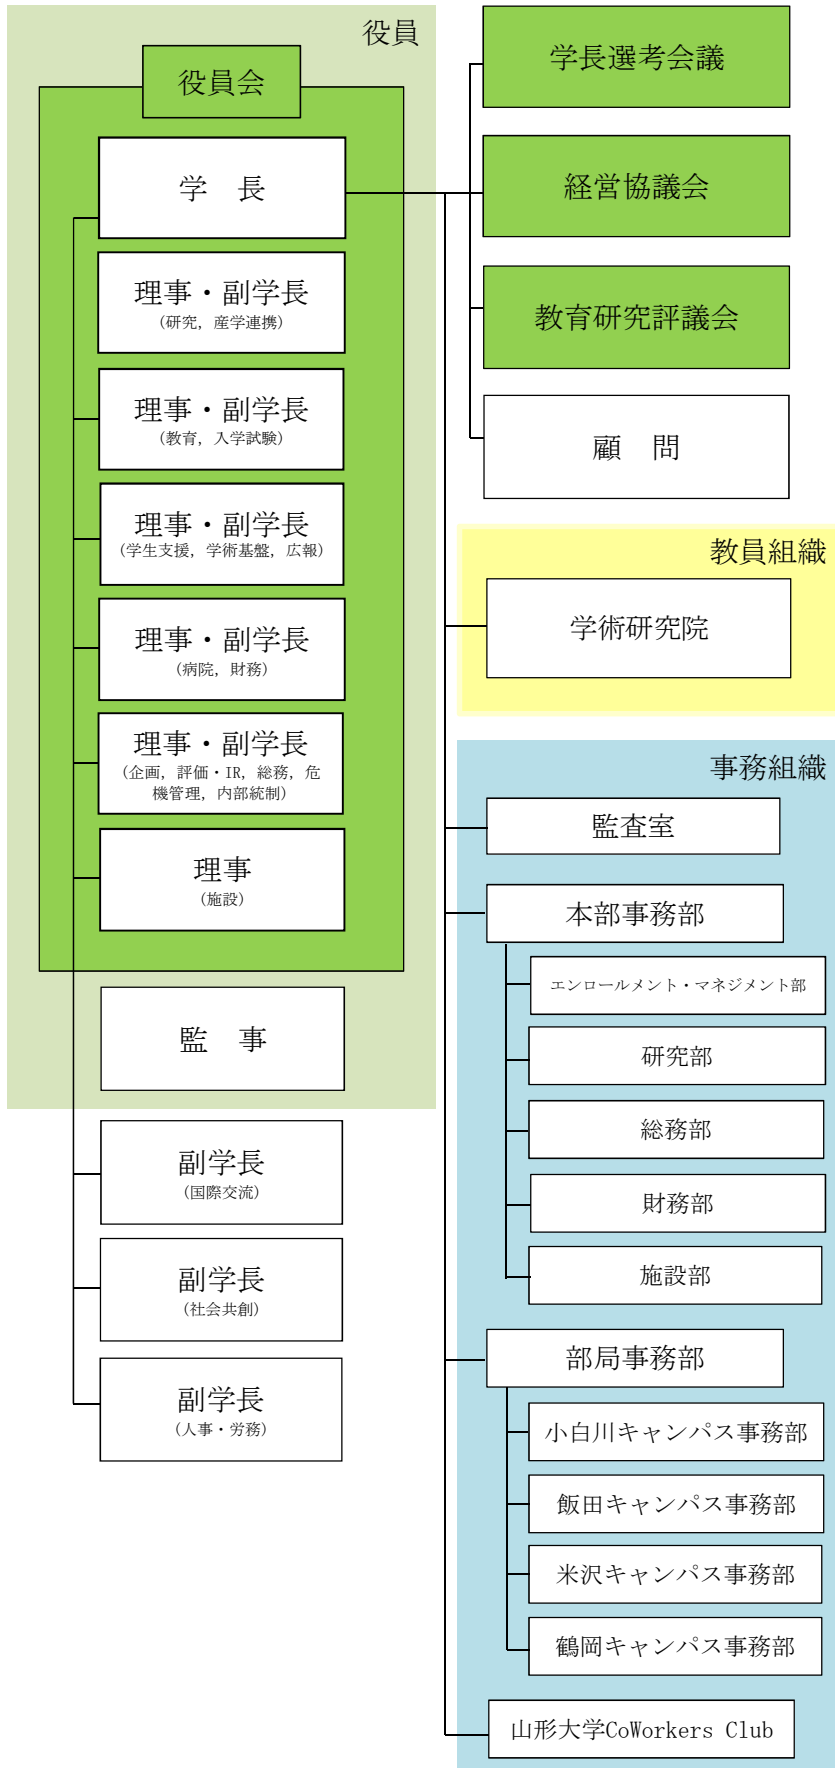 役員
役員会
学　長
理事・副学長
(研究, 産学連携)
理事・副学長
(教育, 入学試験)
理事・副学長
(学生支援, 学術基盤, 広報)
理事・副学長
(病院, 財務)
理事・副学長
(企画, 評価・IR, 総務, 危
機管理, 内部統制)
理事
(施設)
監　事
副学長
(国際交流)
副学長
(社会共創)
副学長
(人事・労務)
学長選考会議
経営協議会
教育研究評議会
顧　問
教員組織
学術研究院
事務組織
監査室
本部事務部
エンロールメント・マネジメント部
研究部
総務部
財務部
施設部
部局事務部
小白川キャンパス事務部
飯田キャンパス事務部
米沢キャンパス事務部
鶴岡キャンパス事務部
山形大学CoWorkers Club